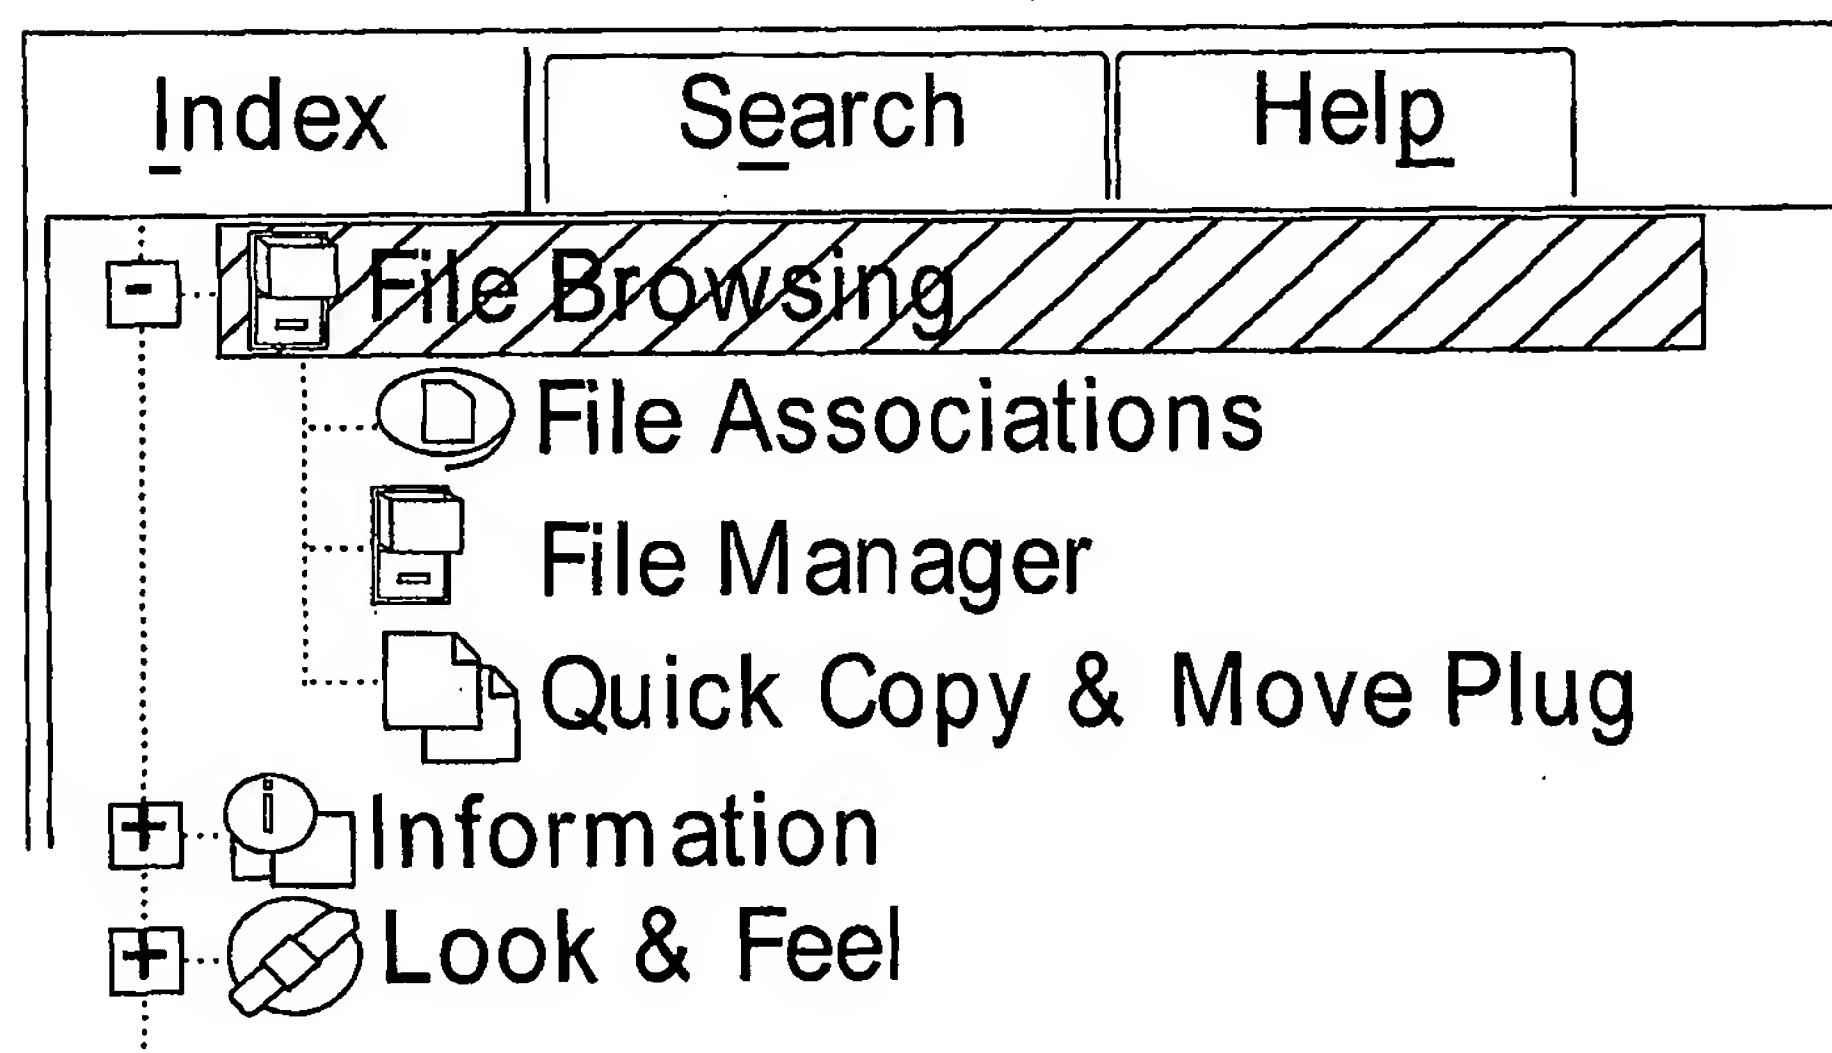 Index Search Help
File Browsing
File Associations
File Manager
Quick Copy & Move Plug
Information
Look & Feel